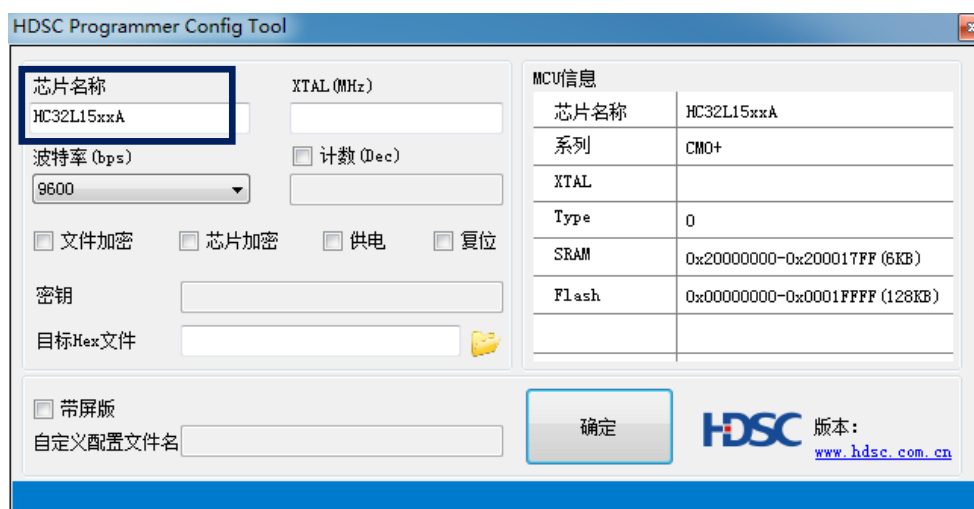 HDSC Programmer Config Tool
芯片名称
HC32L15xxA
XTAL(MHz)
波特率(bps)
9600
计数(Dec)
文件加密
芯片加密
供电
复位
密钥
目标Hex文件
MCU信息
芯片名称 HC32L15xxA
系列 CM0+
XTAL
Type 0
SRAM 0x20000000-0x200017FF(6KB)
Flash 0x00000000-0x0001FFFF(128KB)
带屏版
自定义配置文件名
确定
HDSC
版本:
www.hdsc.com.cn